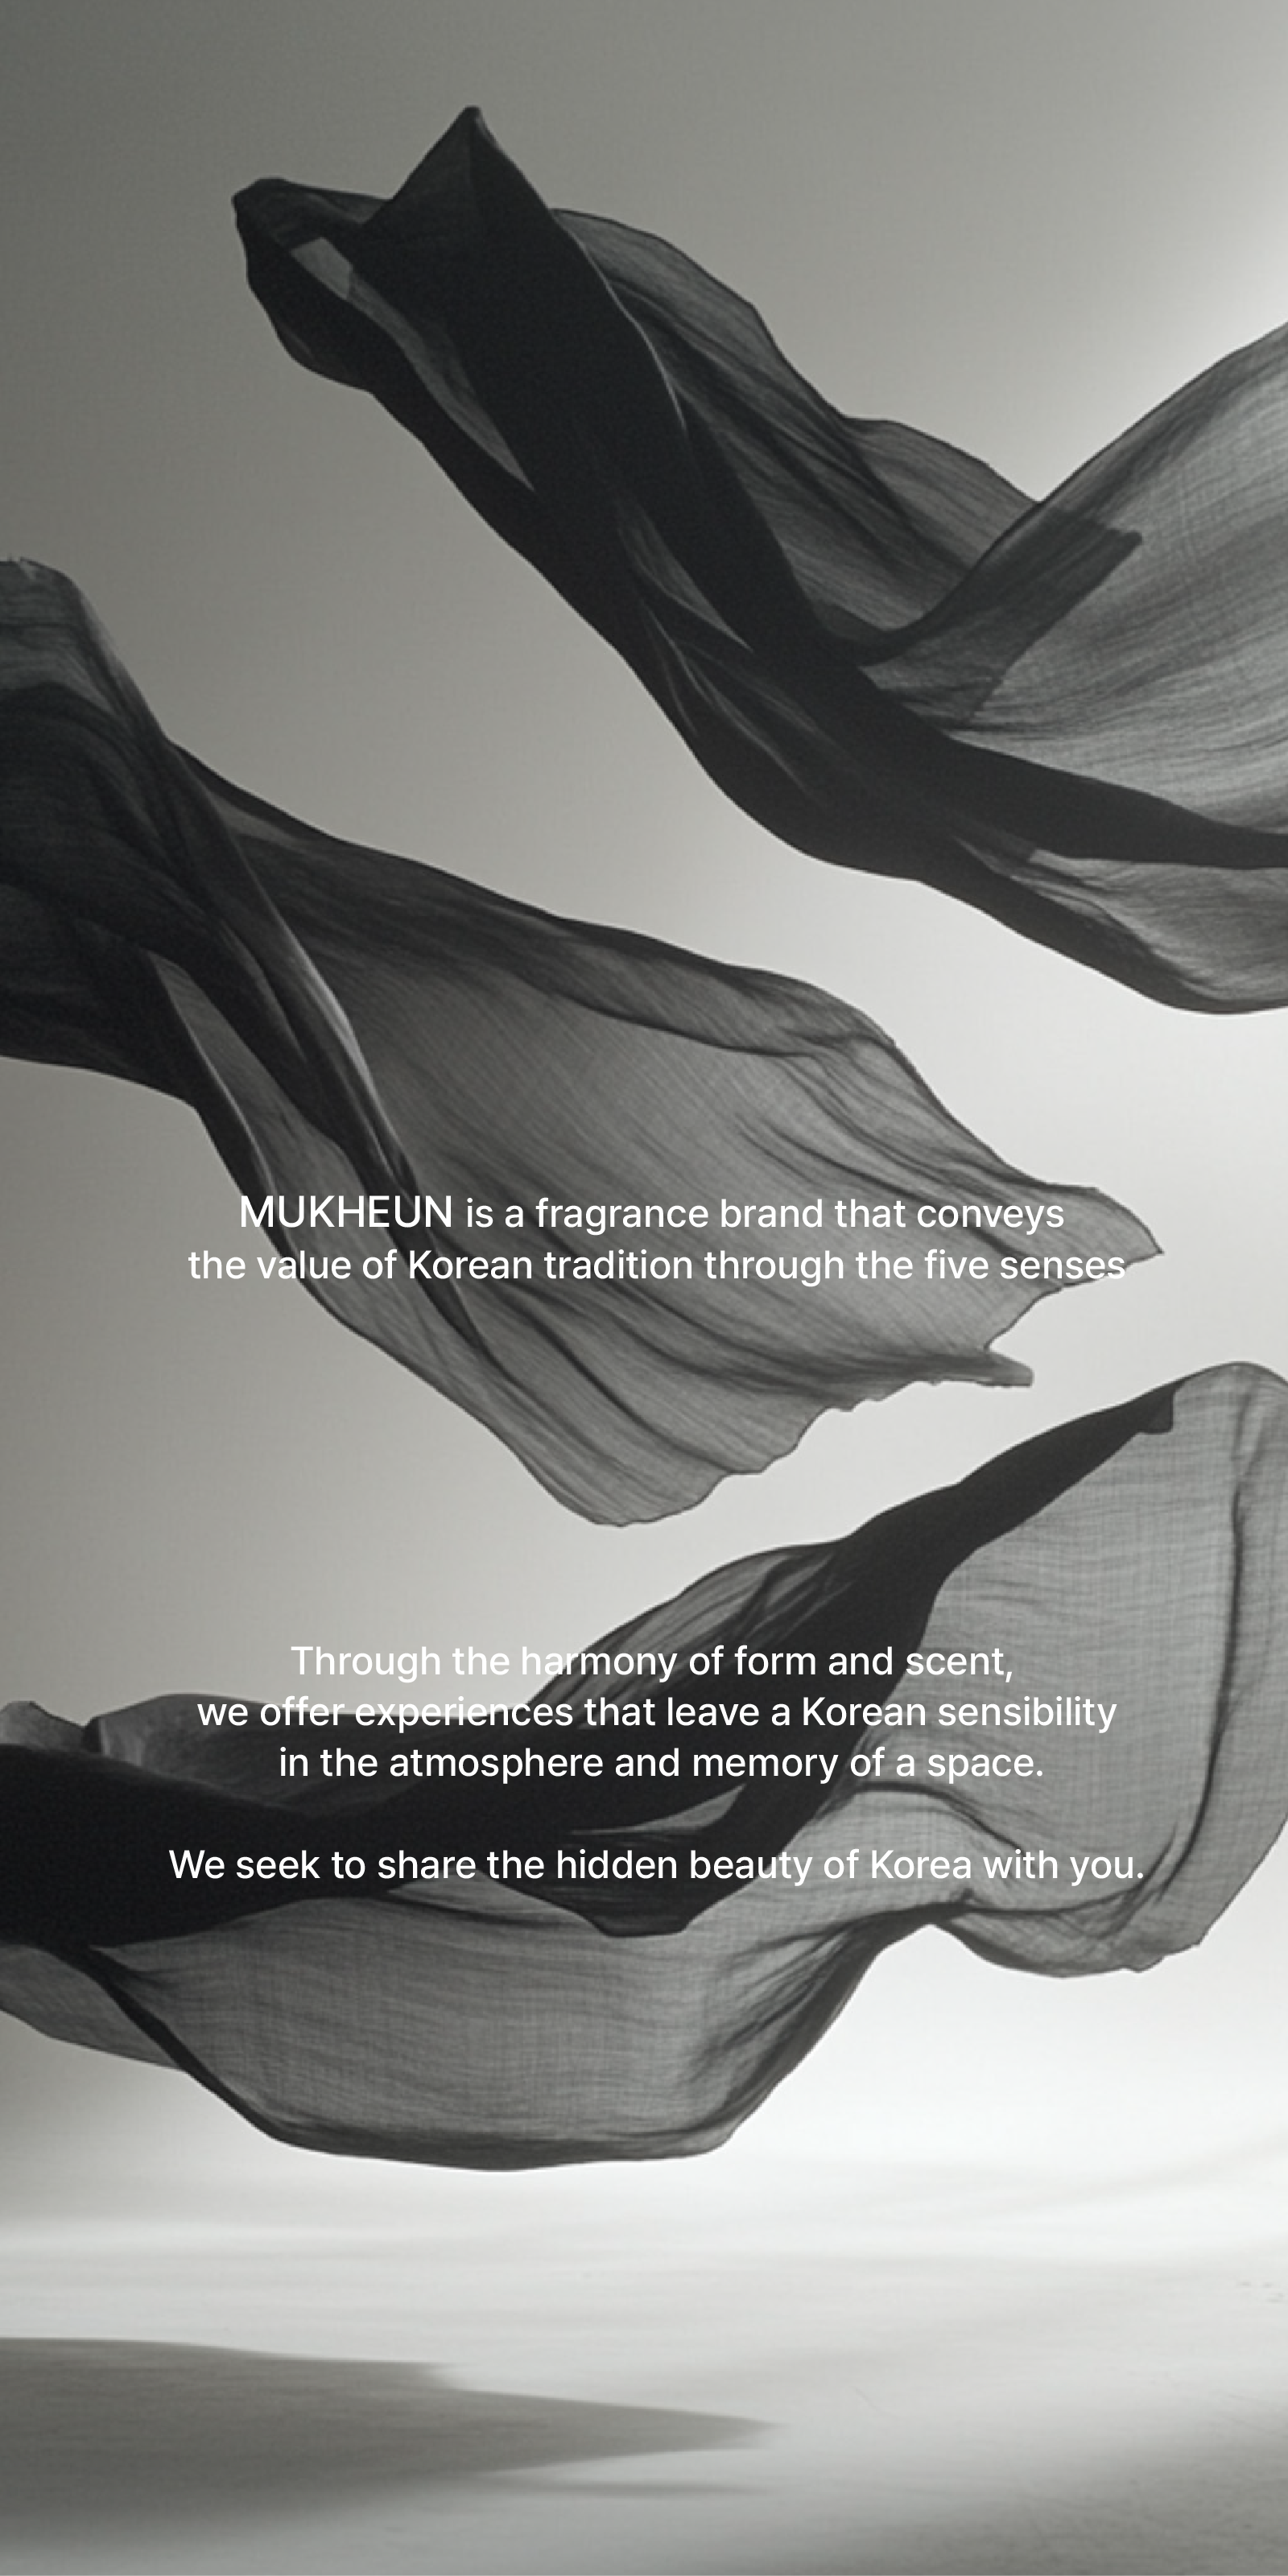 MUKHEUN is a fragrance brand that conveys
the value of Korean tradition through the five senses
Through the harmony of form and scent,
we offer experiences that leave a Korean sensibility
in the atmosphere and memory of a space.
We seek to share the hidden beauty of Korea with you.